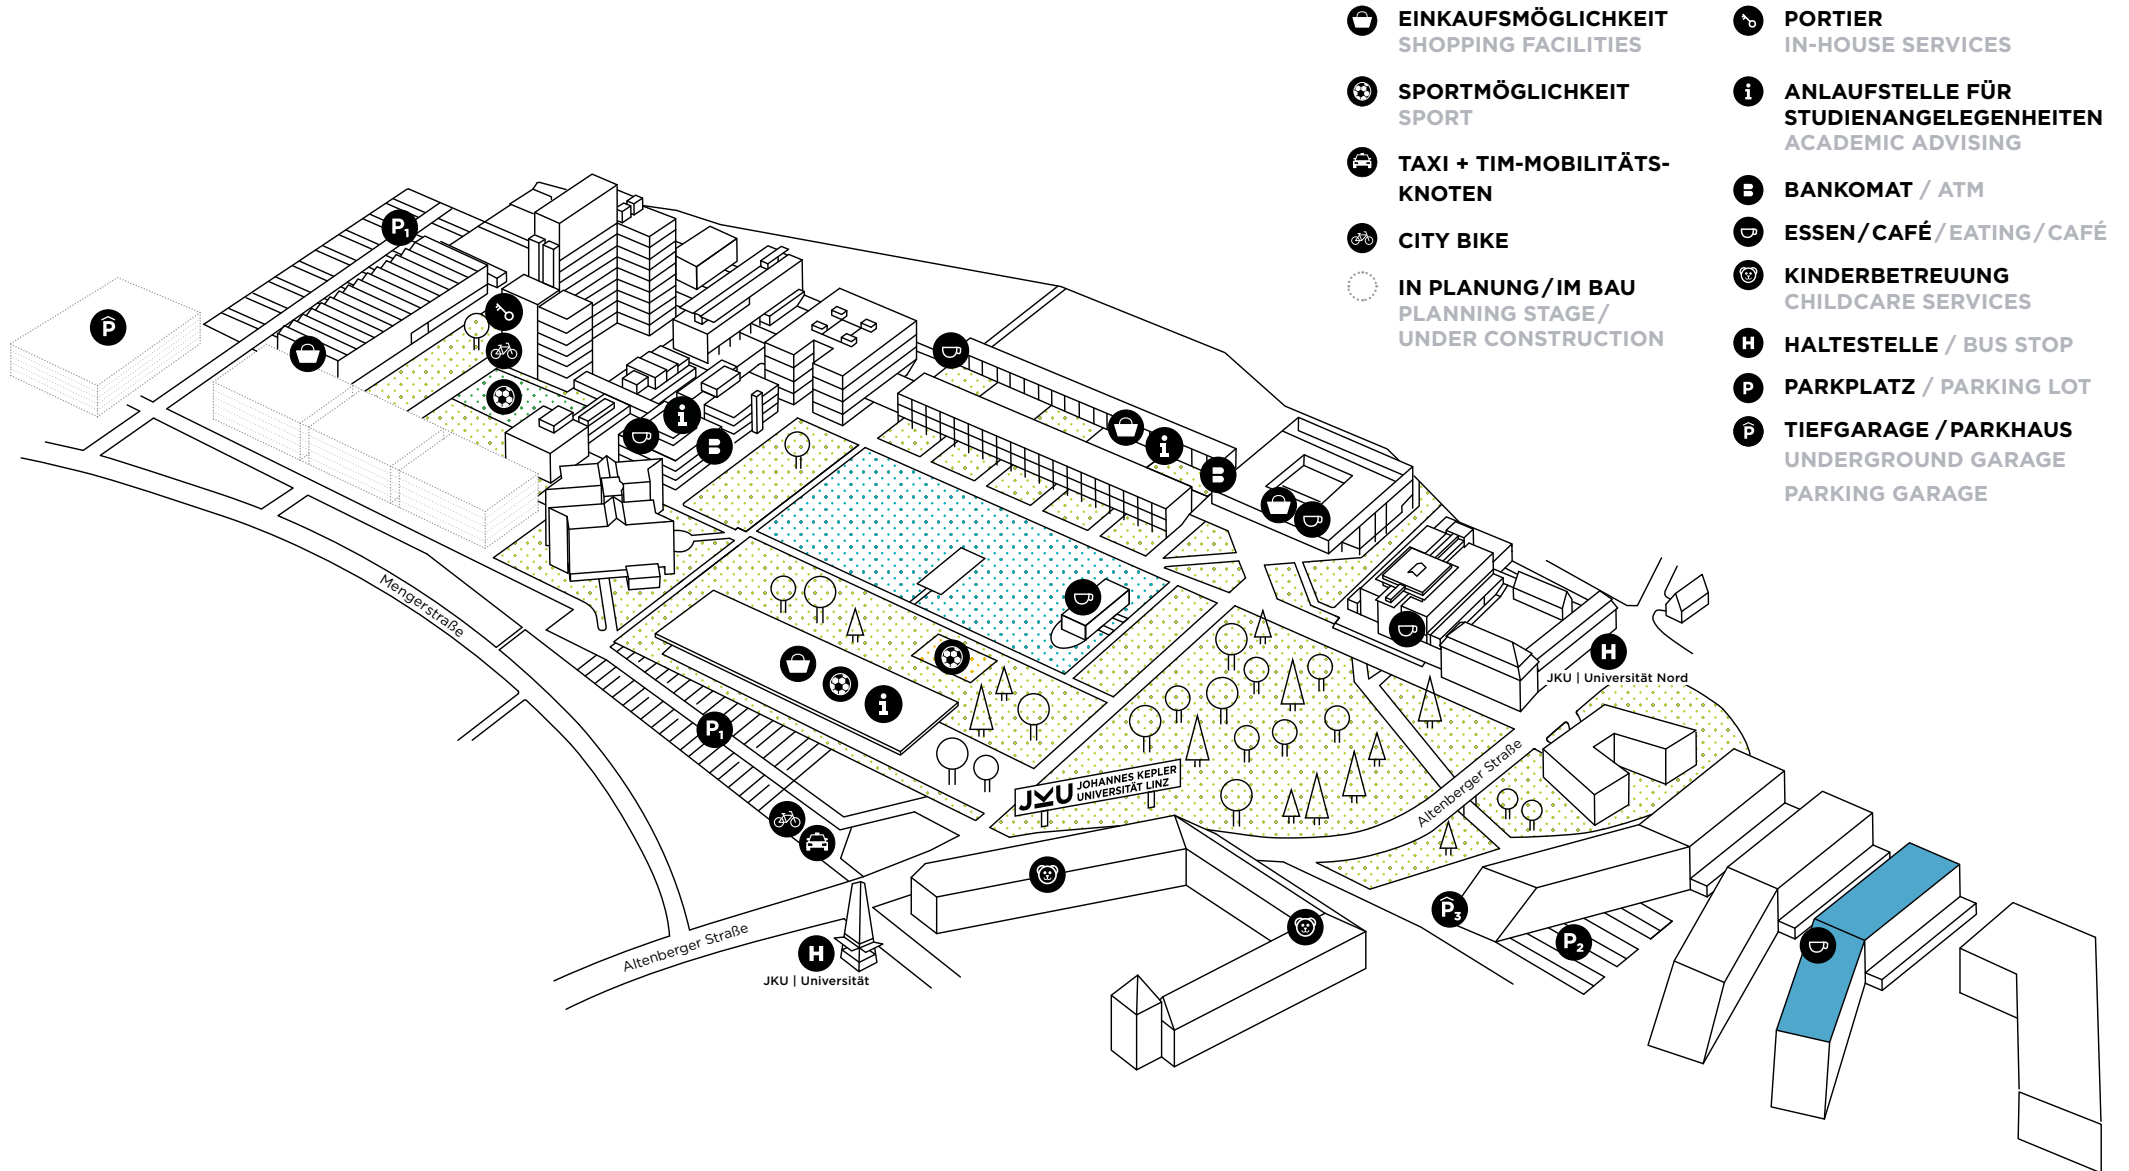 EINKAUFSMÖGLICHKEIT
SHOPPING FACILITIES
SPORTMÖGLICHKEIT
SPORT
TAXI + TIM-MOBILITÄTS-
KNOTEN
CITY BIKE
IN PLANUNG/IM BAU
PLANNING STAGE/
UNDER CONSTRUCTION
PORTIER
IN-HOUSE SERVICES
i
ANLAUFSTELLE FÜR
STUDIENANGELEGENHEITEN
ACADEMIC ADVISING
B
BANKOMAT / ATM
ESSEN/CAFÉ/EATING/CAFÉ
KINDERBETREUUNG
CHILDCARE SERVICES
H
HALTESTELLE / BUS STOP
P
PARKPLATZ / PARKING LOT
P
TIEFGARAGE /PARKHAUS
UNDERGROUND GARAGE
PARKING GARAGE
P1
P
i
B
i
B
Mengerstraße
H
JKU | Universität Nord
i
P1
JKU JOHANNES KEPLER
UNIVERSITÄT LINZ
Altenberger Straße
P3
P2
Altenberger Straße
H
JKU | Universität